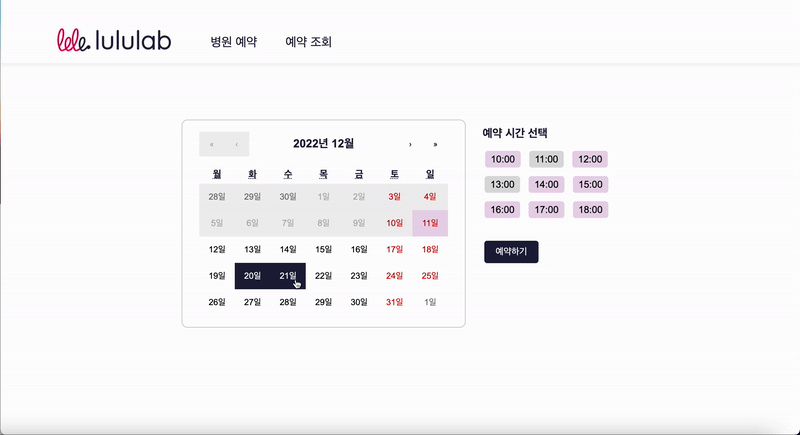 lele. lululab 병원 예약 예약 조회
« ‹ 2022년 12월 › »
월 화 수 목 금 토 일
28일 29일 30일 1일 2일 3일 4일
5일 6일 7일 8일 9일 10일 11일
12일 13일 14일 15일 16일 17일 18일
19일 20일 21일 22일 23일 24일 25일
26일 27일 28일 29일 30일 31일 1일
예약 시간 선택
10:00 11:00 12:00
13:00 14:00 15:00
16:00 17:00 18:00
예약하기